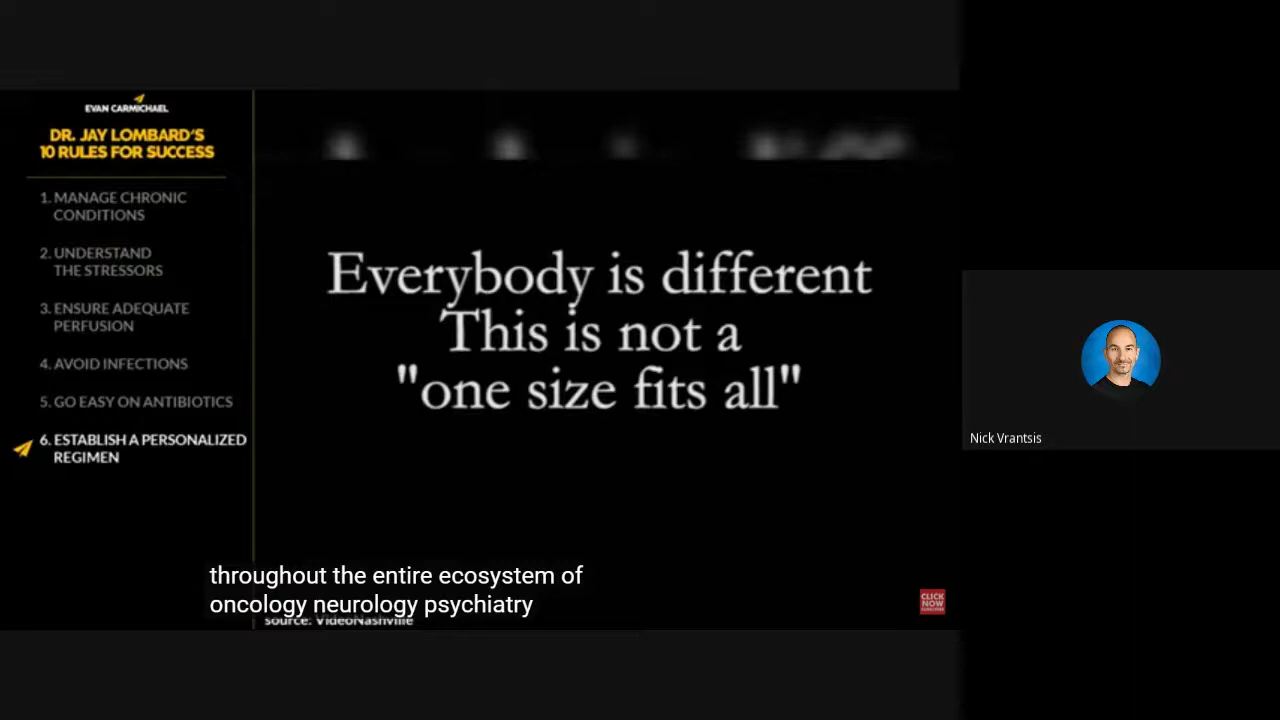 EVAN CARMICHAEL
DR. JAY LOMBARD'S
10 RULES FOR SUCCESS
1. MANAGE CHRONIC
CONDITIONS
2. UNDERSTAND
THE STRESSORS
3. ENSURE ADEQUATE
PERFUSION
4. AVOID INFECTIONS
5. GO EASY ON ANTIBIOTICS
6. ESTABLISH A PERSONALIZED
REGIMEN
Everybody is different
This is not a
"one size fits all"
throughout the entire ecosystem of
oncology neurology psychiatry
source: VideoNashville
CLICK
NOW
SUBSCRIBE
Nick Vrantsis